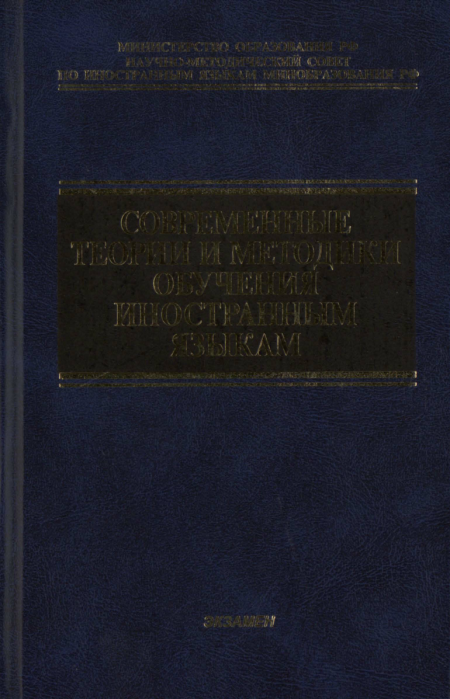 МИНИСТЕРСТВО ОБРАЗОВАНИЯ РФ
НАУЧНО-МЕТОДИЧЕСКИЙ СОВЕТ
ПО ИНОСТРАННЫМ ЯЗЫКАМ МИНОБРАЗОВАНИЯ РФ
СОВРЕМЕННЫЕ
ТЕОРИИ И МЕТОДИКИ
ОБУЧЕНИЯ
ИНОСТРАННЫМ
ЯЗЫКАМ
ЭКЗАМЕН